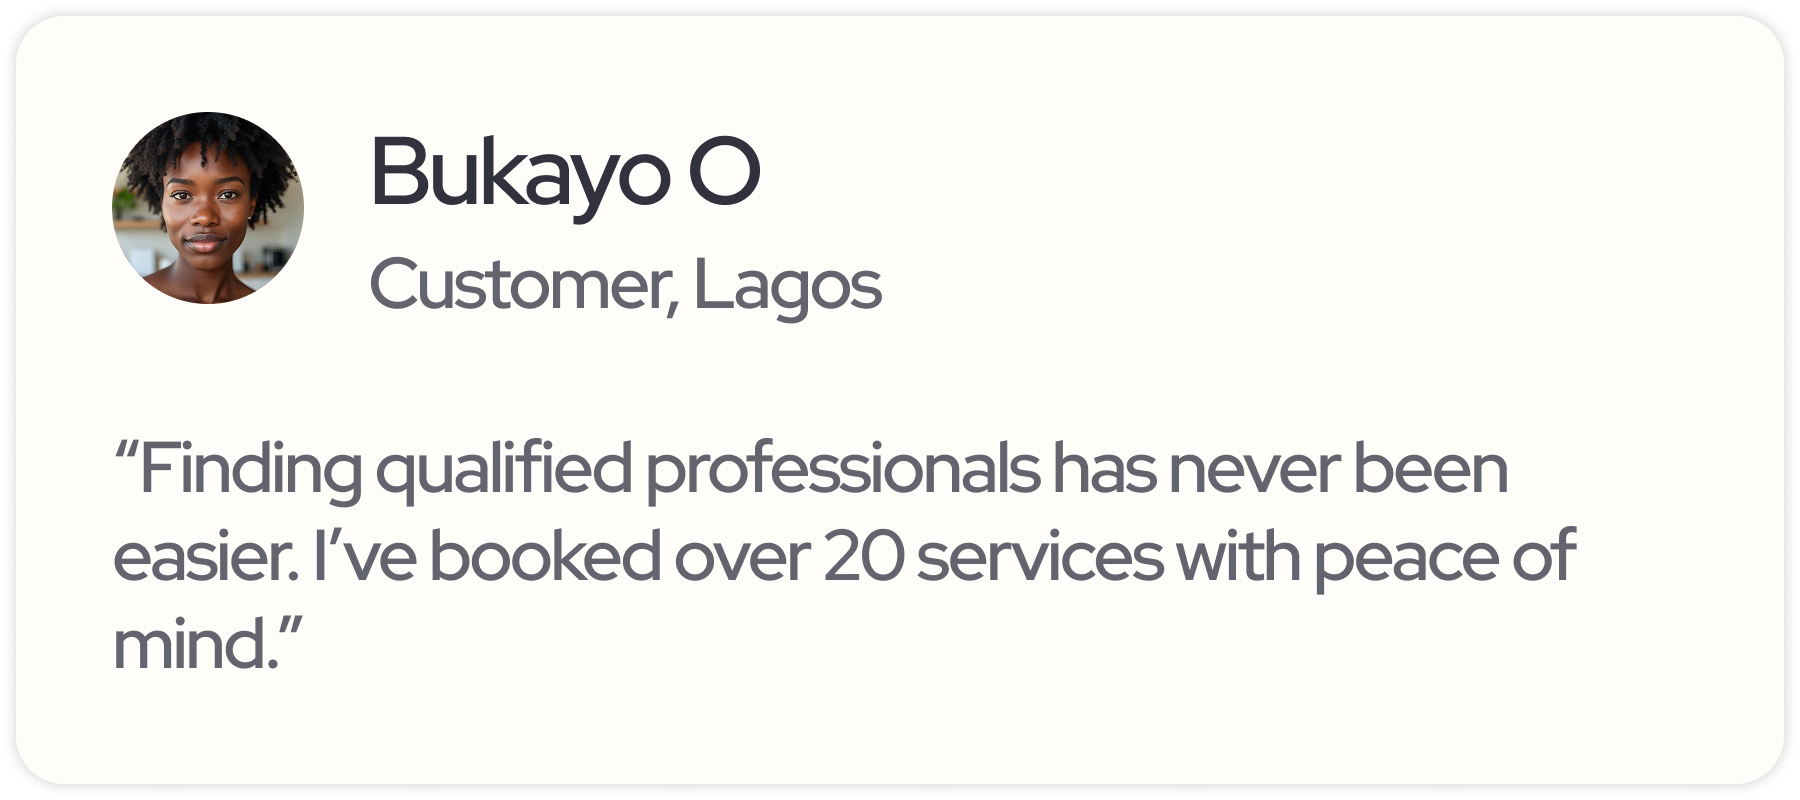 Bukayo O
Customer, Lagos
“Finding qualified professionals has never been
easier. I’ve booked over 20 services with peace of
mind.”